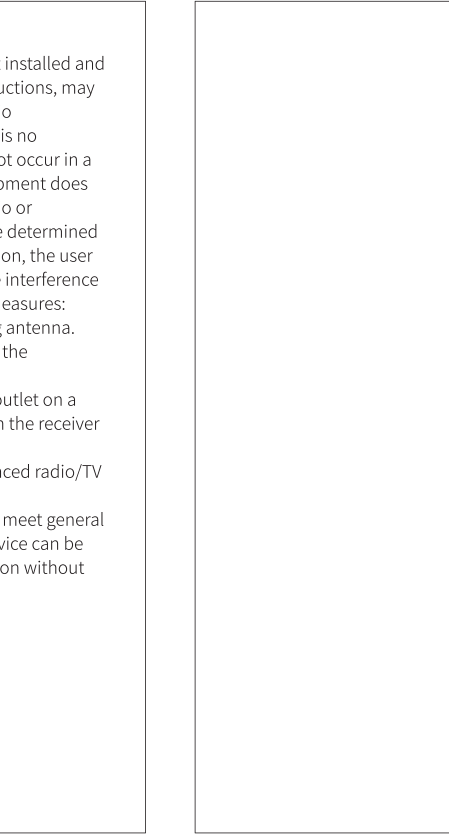 installed and
uctions, may
o
is no
ot occur in a
pment does
o or
e determined
on, the user
interference
easures:
g antenna.
the
outlet on a
n the receiver
nced radio/TV
meet general
vice can be
on without